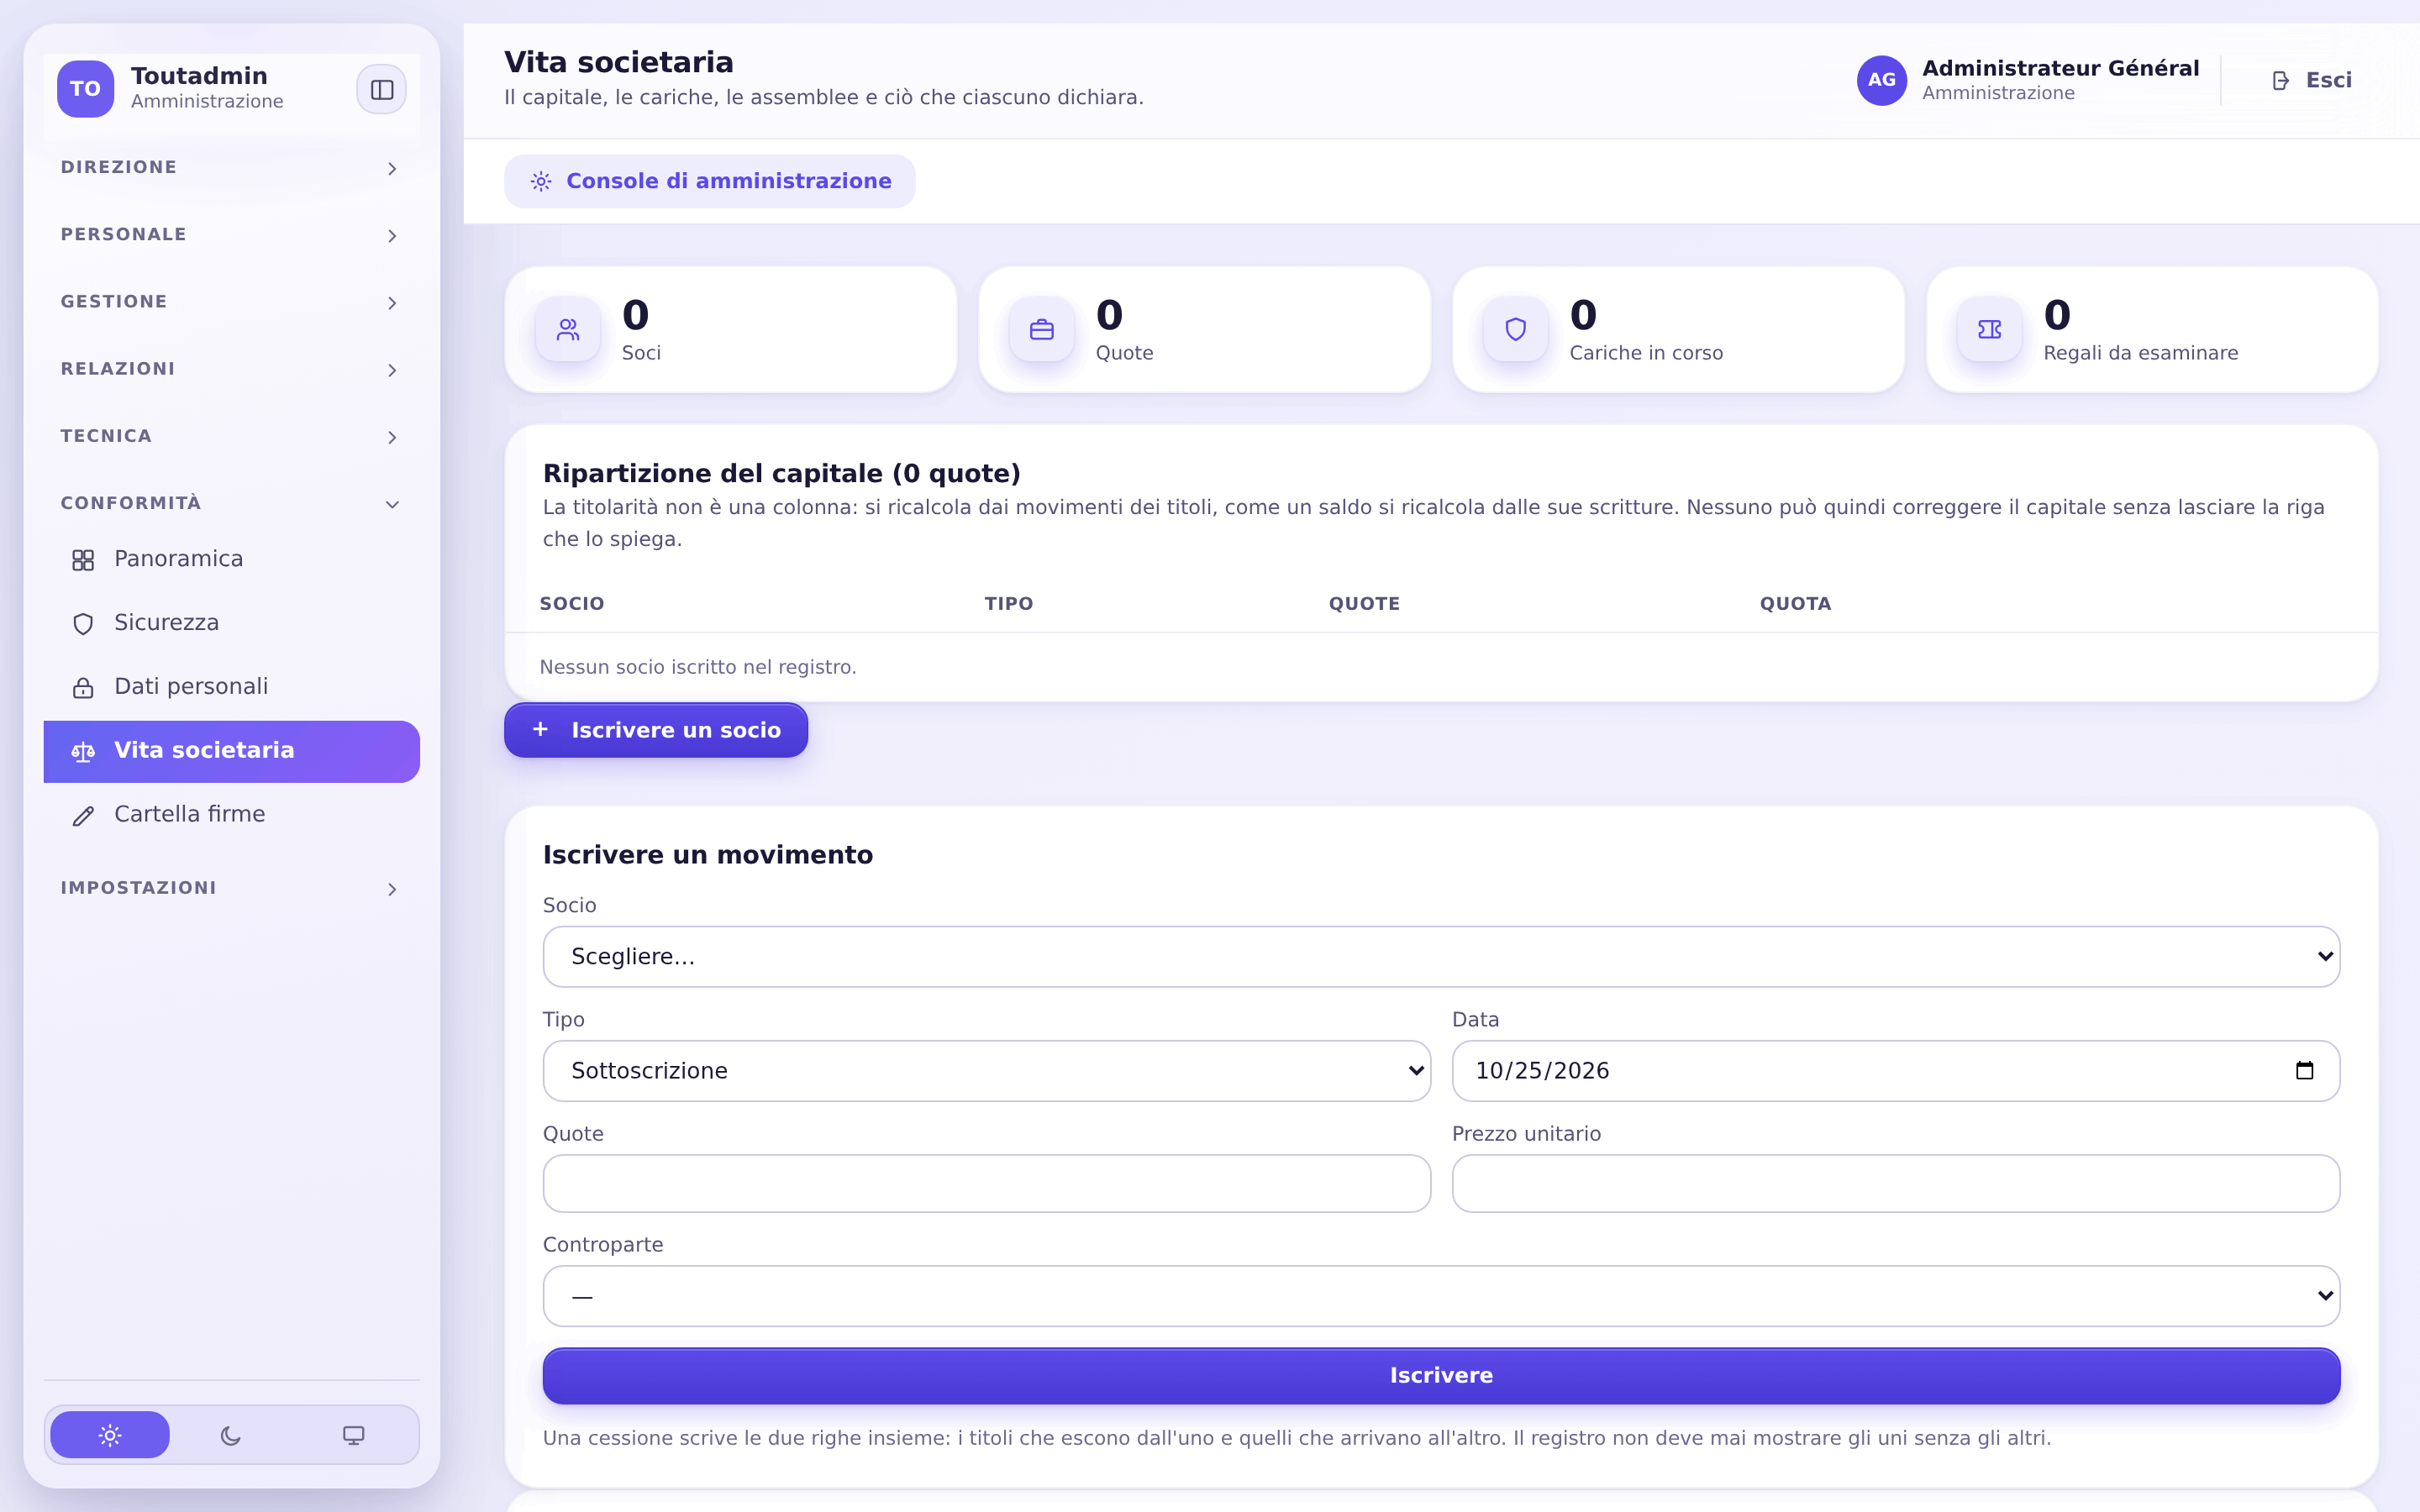 TO
Toutadmin
Amministrazione
DIREZIONE
PERSONALE
GESTIONE
RELAZIONI
TECNICA
CONFORMITÀ
Panoramica
Sicurezza
Dati personali
Vita societaria
Cartella firme
IMPOSTAZIONI
Vita societaria
Il capitale, le cariche, le assemblee e ciò che ciascuno dichiara.
AG
Administrateur Général
Amministrazione
Esci
Console di amministrazione
0
Soci
0
Quote
0
Cariche in corso
0
Regali da esaminare
Ripartizione del capitale (0 quote)
La titolarità non è una colonna: si ricalcola dai movimenti dei titoli, come un saldo si ricalcola dalle sue scritture. Nessuno può quindi correggere il capitale senza lasciare la riga
che lo spiega.
SOCIO TIPO QUOTE QUOTA
Nessun socio iscritto nel registro.
+ Iscrivere un socio
Iscrivere un movimento
Socio
Scegliere...
Tipo Data
Sottoscrizione 10/25/2026
Quote Prezzo unitario
Controparte
—
Iscrivere
Una cessione scrive le due righe insieme: i titoli che escono dall'uno e quelli che arrivano all'altro. Il registro non deve mai mostrare gli uni senza gli altri.